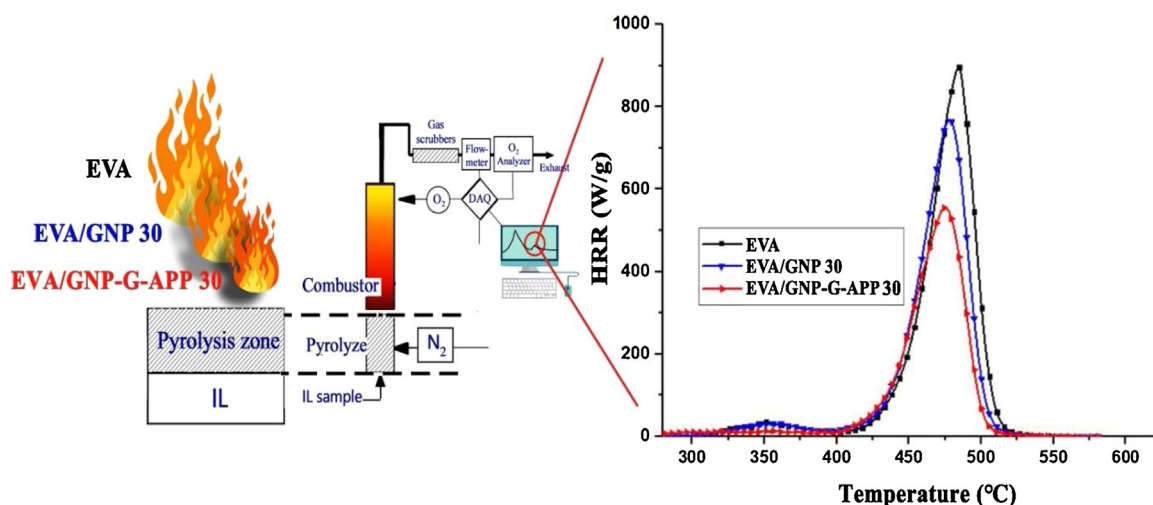 EVA
EVA/GNP 30
EVA/GNP-G-APP 30
Pyrolysis zone
IL
Gas
scrubbers
Flow-
meter
O2
Analyzer
Exhaust
O2
DAQ
Combustor
Pyrolyze
N2
IL sample
HRR (W/g)
1000
800
600
400
200
0
EVA
EVA/GNP 30
EVA/GNP-G-APP 30
300 350 400 450 500 550 600
Temperature (°C)